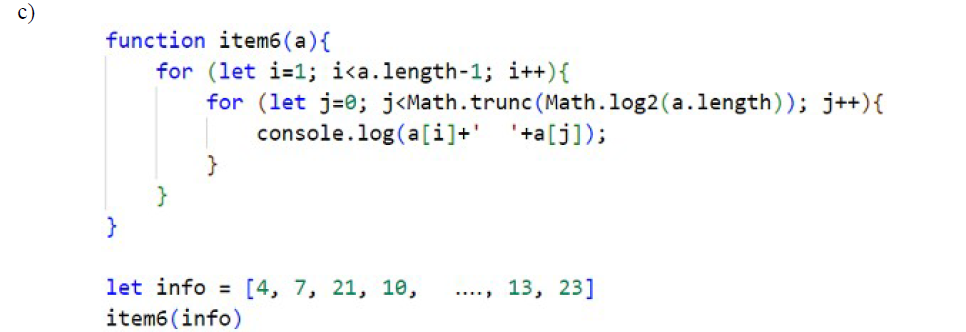 c)
function item6(a){
for (let i=1; i<a.length-1; i++){
for (let j=0; j<Math.trunc(Math.log2(a.length)); j++){
console.log(a[i]+'  '+a[j]);
}
}
}
let info = [4, 7, 21, 10,   ...., 13, 23]
item6(info)